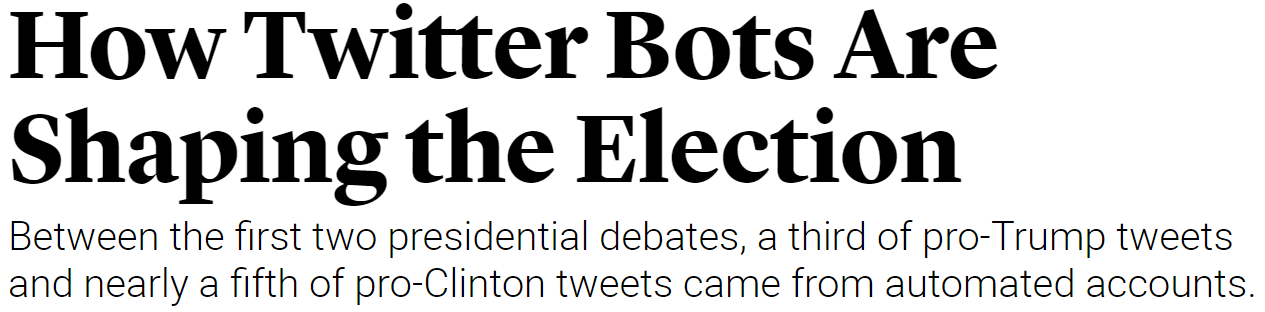 How Twitter Bots Are
Shaping the Election
Between the first two presidential debates, a third of pro-Trump tweets
and nearly a fifth of pro-Clinton tweets came from automated accounts.